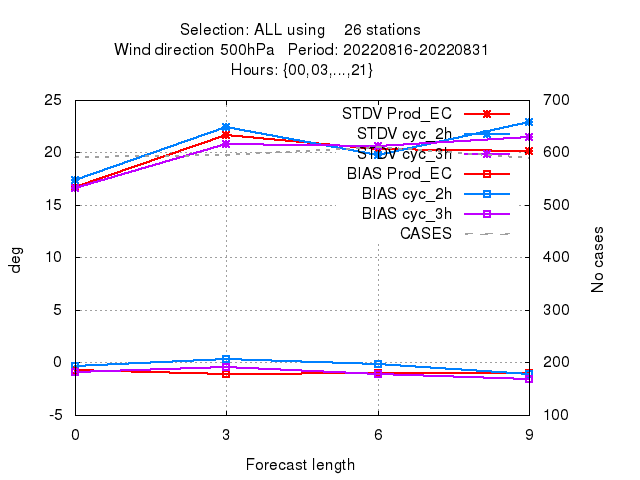 Selection: ALL using 26 stations
Wind direction 500hPa Period: 20220816-20220831
Hours: {00,03,...,21}
25 700
STDV Prod_EC
STDV cyc_2h
20 600
STDV cyc_3h
BIAS Prod_EC
BIAS cyc_2h
15 500
BIAS cyc_3h
CASES
10 400
deg
No cases
5 300
0 200
-5 100
0 3 6 9
Forecast length